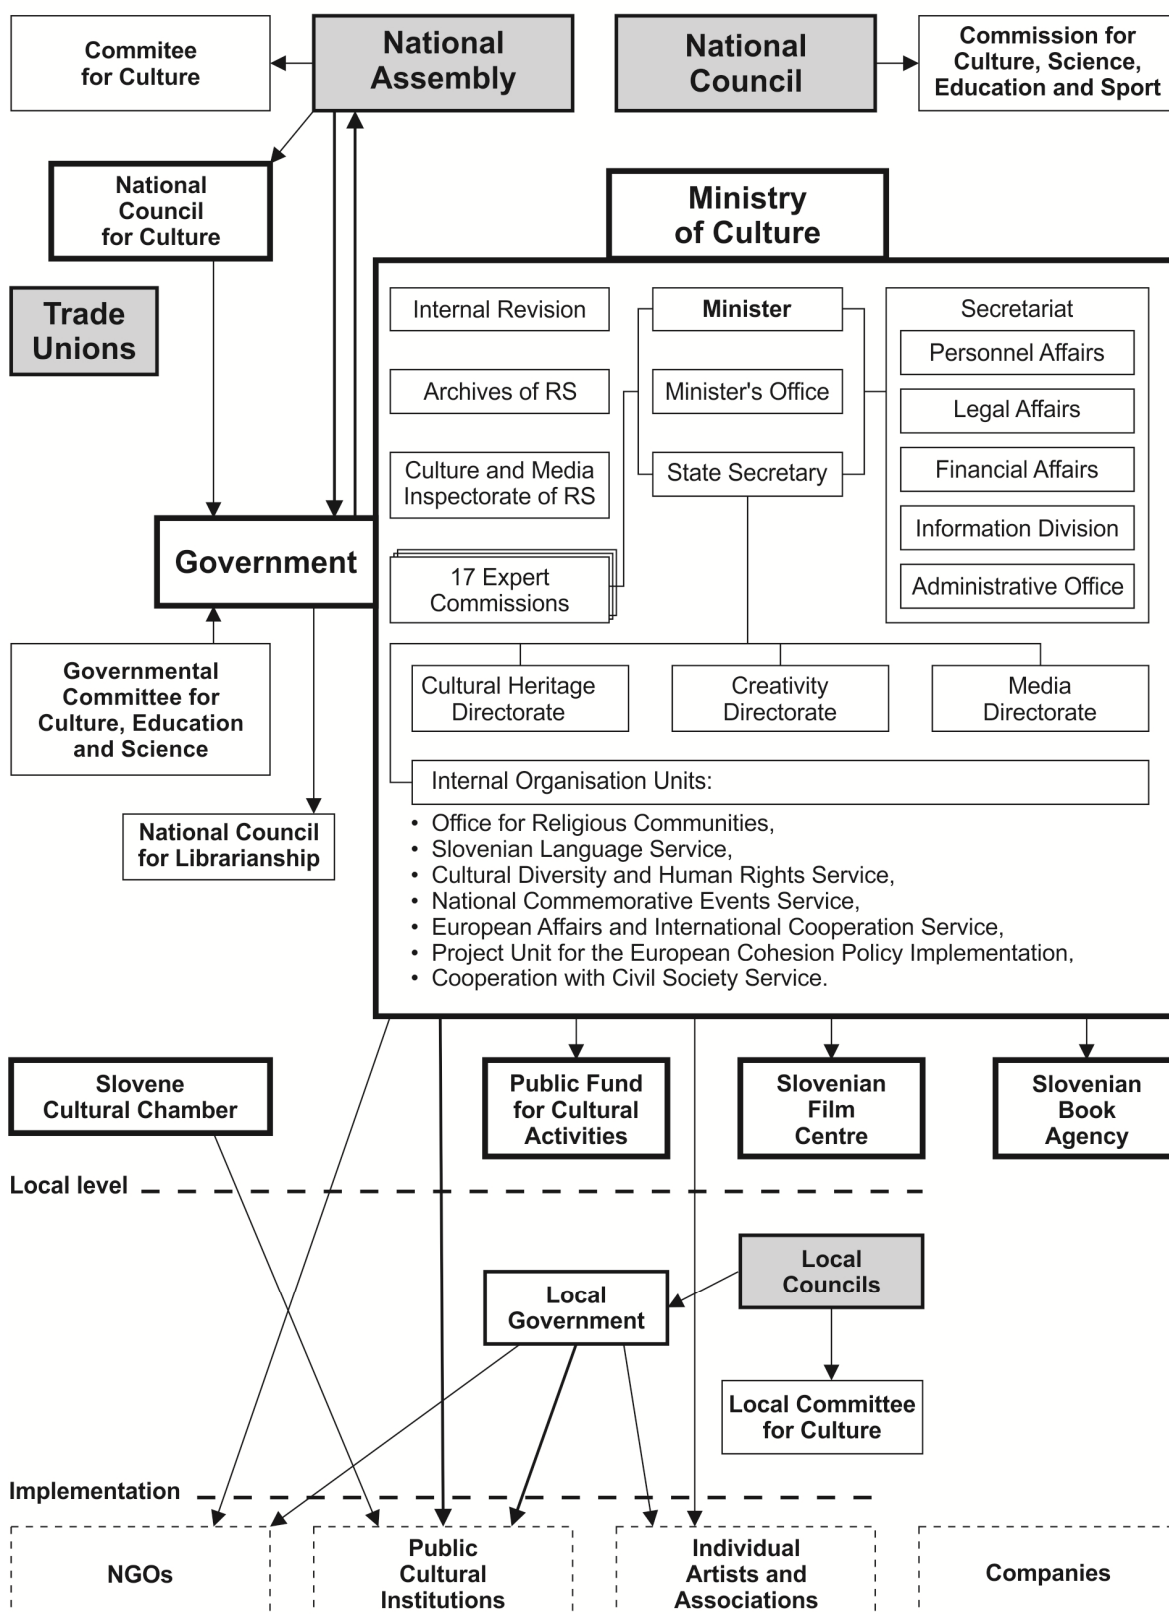 Commitee
for Culture
National
Assembly
National
Council
Commission for
Culture, Science,
Education and Sport
National
Council
for Culture
Ministry
of Culture
Trade
Unions
Internal Revision
Archives of RS
Culture and Media
Inspectorate of RS
17 Expert
Commissions
Minister
Minister's Office
State Secretary
Secretariat
Personnel Affairs
Legal Affairs
Financial Affairs
Information Division
Administrative Office
Government
Governmental
Committee for
Culture, Education
and Science
National Council
for Librarianship
Cultural Heritage
Directorate
Creativity
Directorate
Media
Directorate
Internal Organisation Units:
• Office for Religious Communities,
• Slovenian Language Service,
• Cultural Diversity and Human Rights Service,
• National Commemorative Events Service,
• European Affairs and International Cooperation Service,
• Project Unit for the European Cohesion Policy Implementation,
• Cooperation with Civil Society Service.
Slovene
Cultural Chamber
Public Fund
for Cultural
Activities
Slovenian
Film
Centre
Slovenian
Book
Agency
Local level
Local
Councils
Local
Government
Local Committee
for Culture
Implementation
NGOs
Public
Cultural
Institutions
Individual
Artists and
Associations
Companies